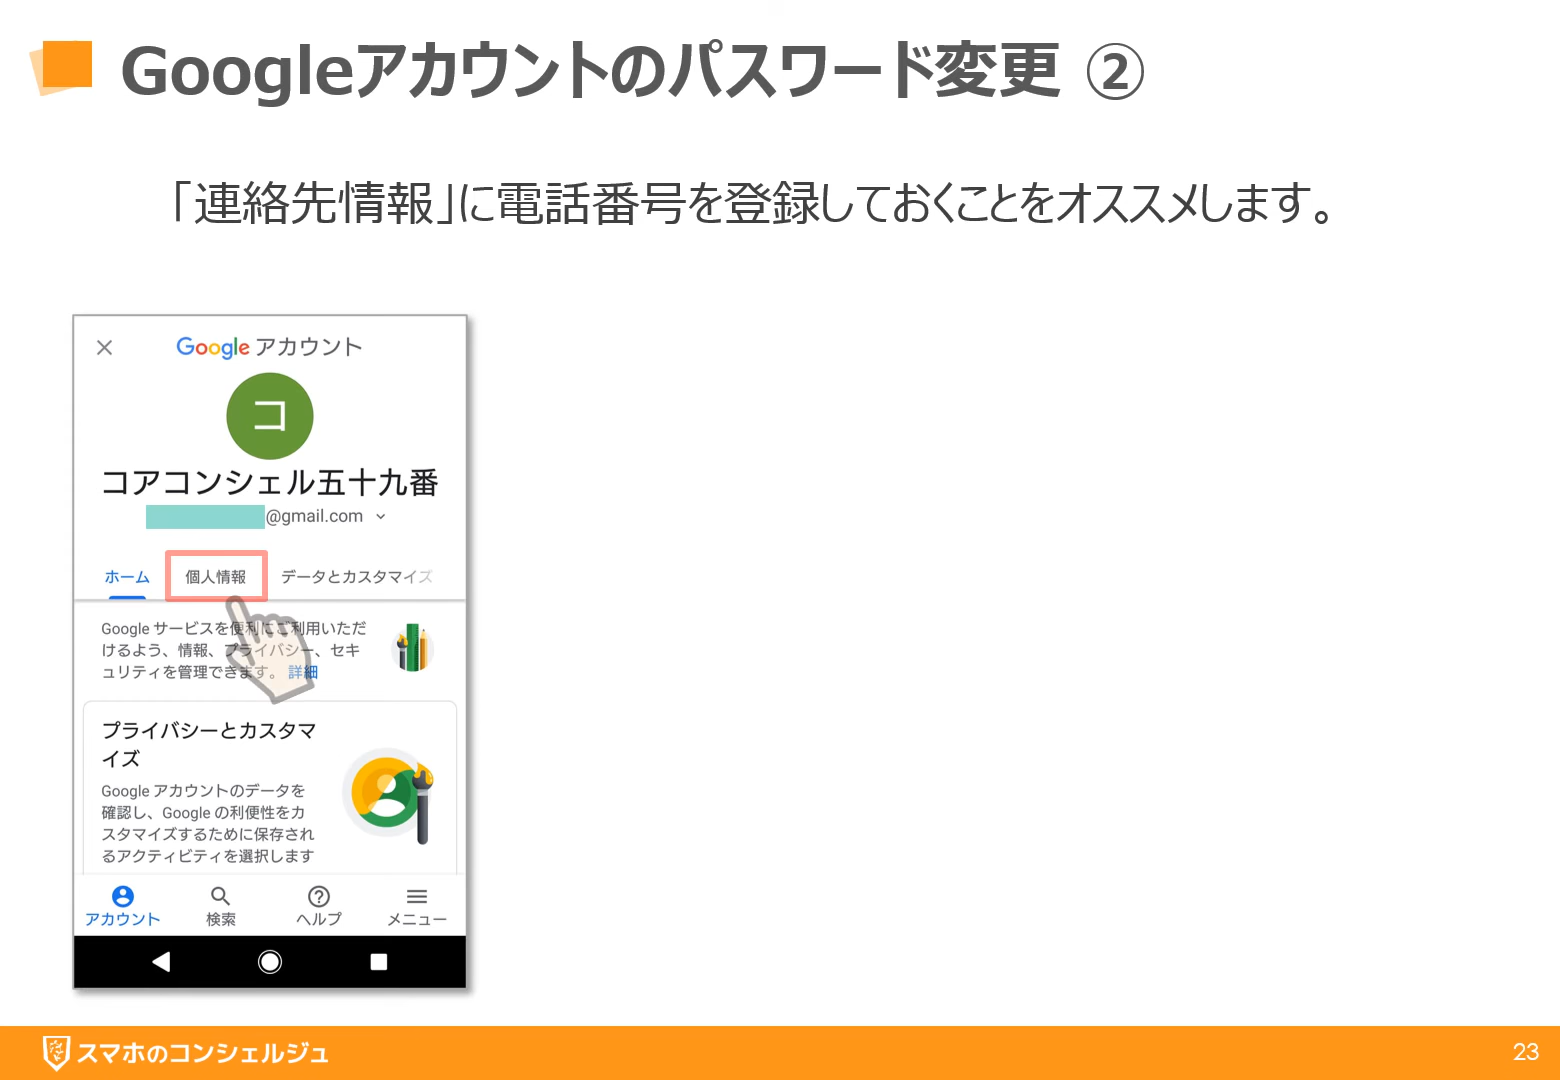 Googleアカウントのパスワード変更 ②
「連絡先情報」に電話番号を登録しておくことをオススメします。
Google アカウント
コ
コアコンシェル五十九番
@gmail.com
ホーム 個人情報 データとカスタマイズ
Google サービスを便利にご利用いただ
けるよう、情報、プライバシー、セキ
ュリティを管理できます。 詳細
プライバシーとカスタマ
イズ
Google アカウントのデータを
確認し、Google の利便性をカ
スタマイズするために保存され
るアクティビティを選択します
アカウント 検索 ヘルプ メニュー
スマホのコンシェルジュ
23